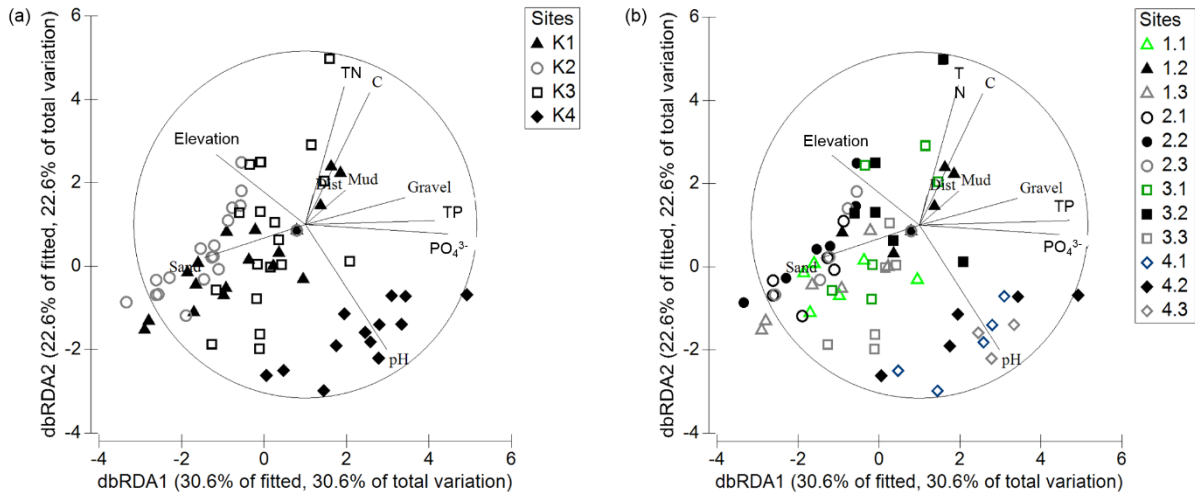 (a)
dbRDA2 (22.6% of fitted, 22.6% of total variation)
6
4
2
0
-2
-4
TN
C
Elevation
Dist
Mud
Gravel
TP
PO₄³⁻
Sand
pH
-4
-2
0
2
4
6
dbRDA1 (30.6% of fitted, 30.6% of total variation)
Sites
K1
K2
K3
K4
(b)
dbRDA2 (22.6% of fitted, 22.6% of total variation)
6
4
2
0
-2
-4
T
N
C
Elevation
Dist
Mud
Gravel
TP
PO₄³⁻
Sand
pH
-4
-2
0
2
4
6
dbRDA1 (30.6% of fitted, 30.6% of total variation)
Sites
1.1
1.2
1.3
2.1
2.2
2.3
3.1
3.2
3.3
4.1
4.2
4.3